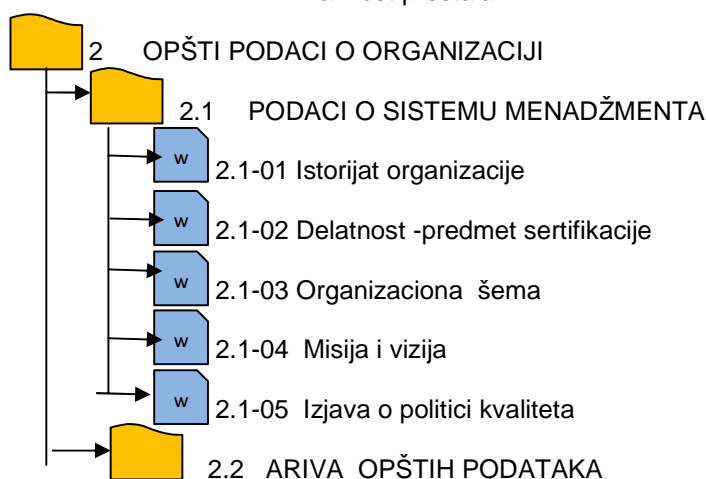 2 OPŠTI PODACI O ORGANIZACIJI
2.1 PODACI O SISTEMU MENADŽMENTA
w 2.1-01 Istorijat organizacije
w 2.1-02 Delatnost -predmet sertifikacije
w 2.1-03 Organizaciona šema
w 2.1-04 Misija i vizija
w 2.1-05 Izjava o politici kvaliteta
2.2 ARIVA OPŠTIH PODATAKA